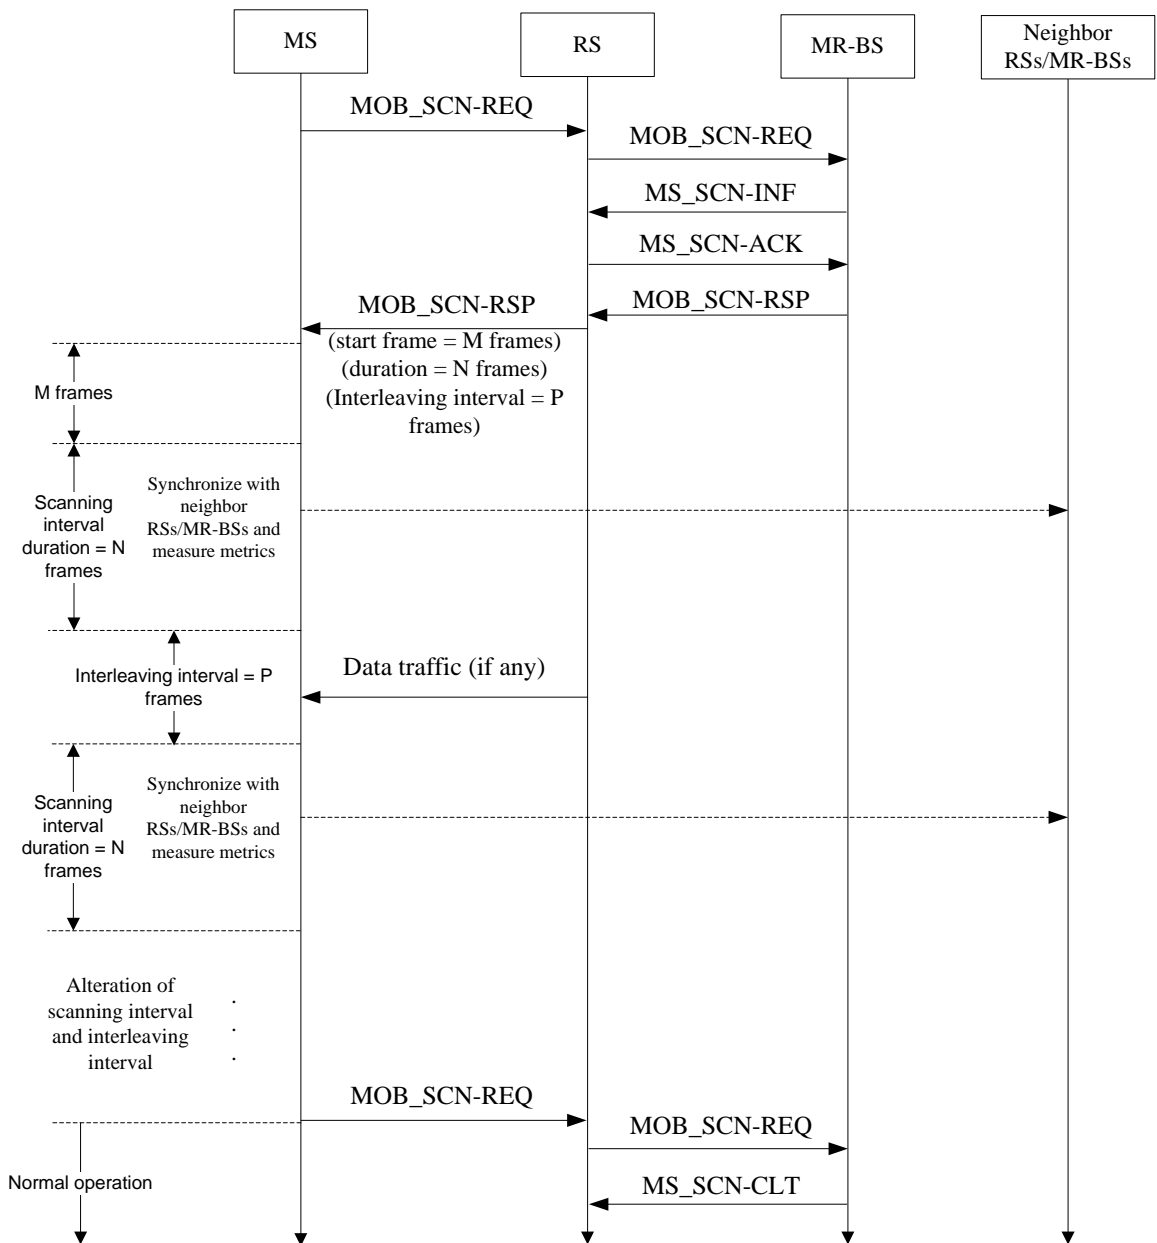 MS
RS
MR-BS
Neighbor
RSs/MR-BSs
MOB_SCN-REQ
MOB_SCN-REQ
MS_SCN-INF
MS_SCN-ACK
MOB_SCN-RSP
MOB_SCN-RSP
(start frame = M frames)
(duration = N frames)
(Interleaving interval = P
frames)
M frames
Scanning
interval
duration = N
frames
Synchronize with
neighbor
RSs/MR-BSs and
measure metrics
Interleaving interval = P
frames
Data traffic (if any)
Scanning
interval
duration = N
frames
Synchronize with
neighbor
RSs/MR-BSs and
measure metrics
Alteration of
scanning interval
and interleaving
interval
.
.
.
MOB_SCN-REQ
MOB_SCN-REQ
Normal operation
MS_SCN-CLT